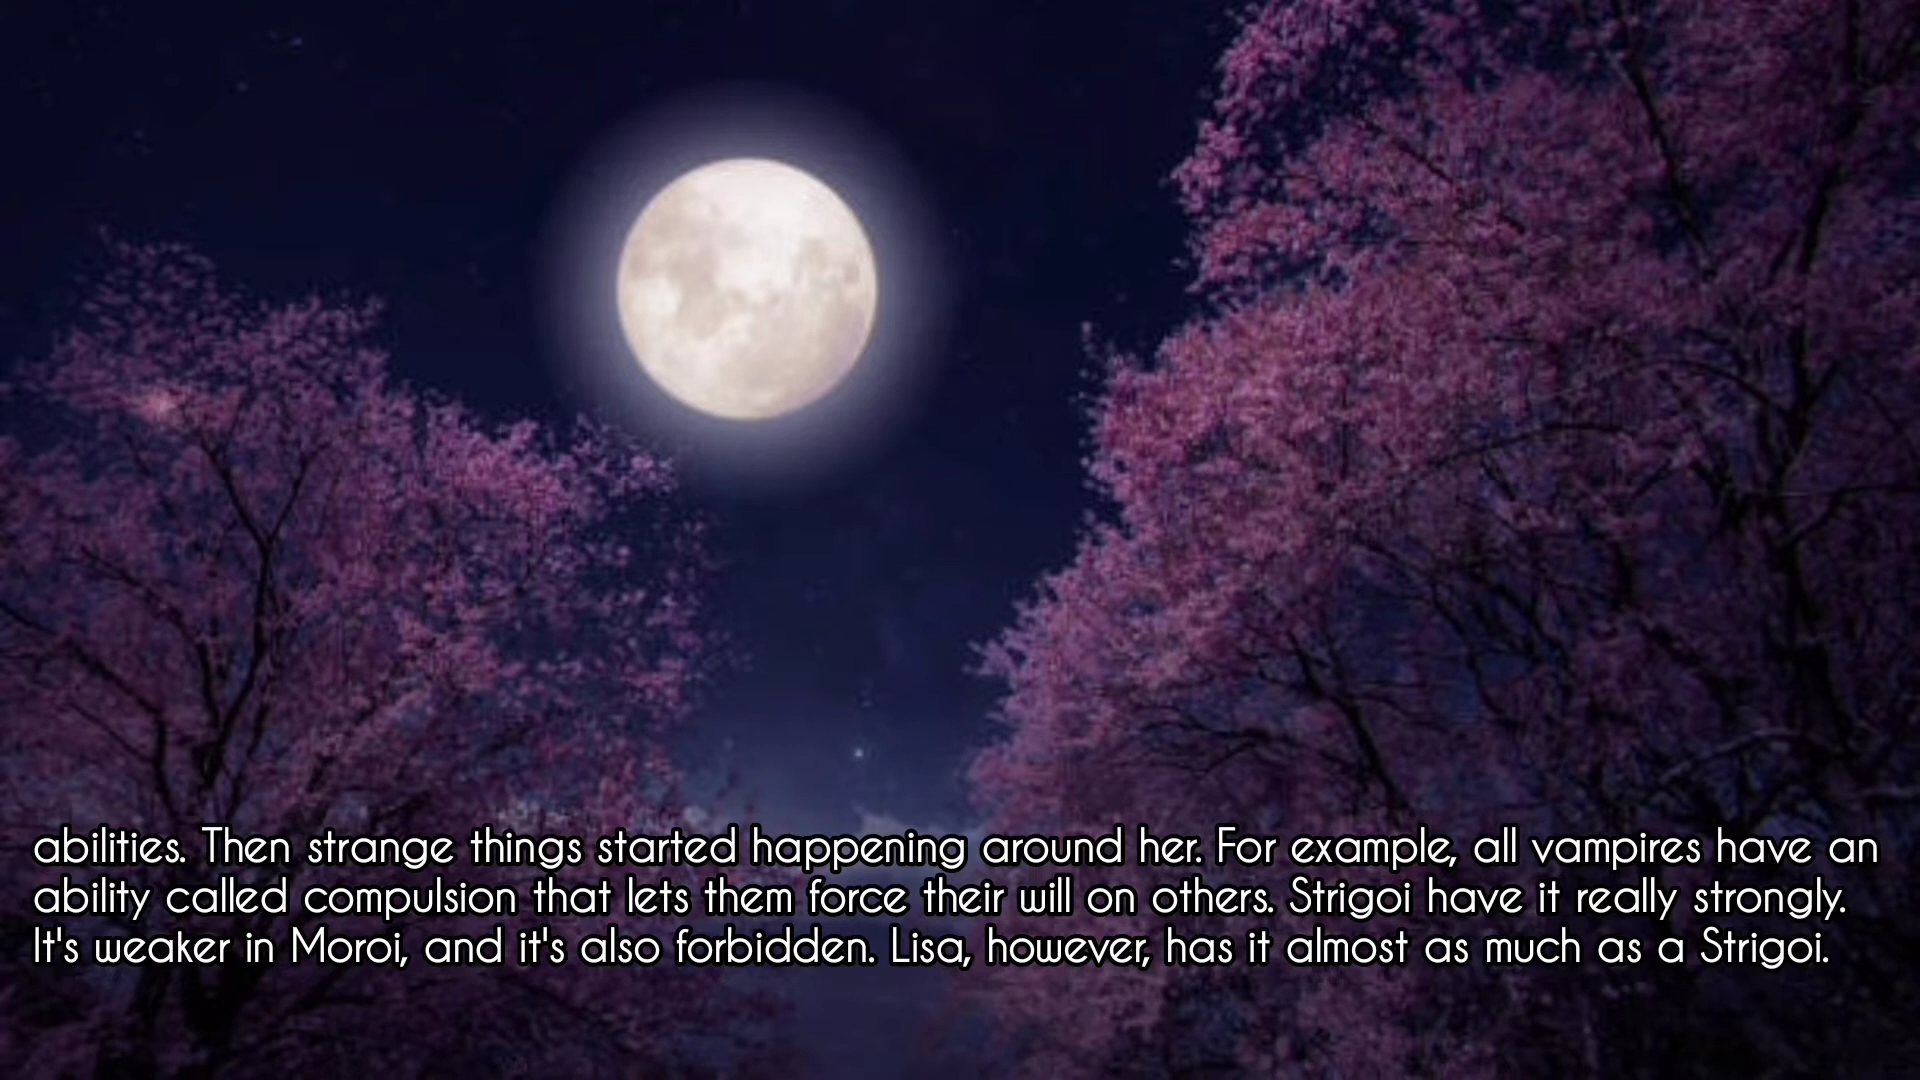 abilities. Then strange things started happening around her. For example, all vampires have an
ability called compulsion that lets them force their will on others. Strigoi have it really strongly.
It's weaker in Moroi, and it's also forbidden. Lisa, however, has it almost as much as a Strigoi.